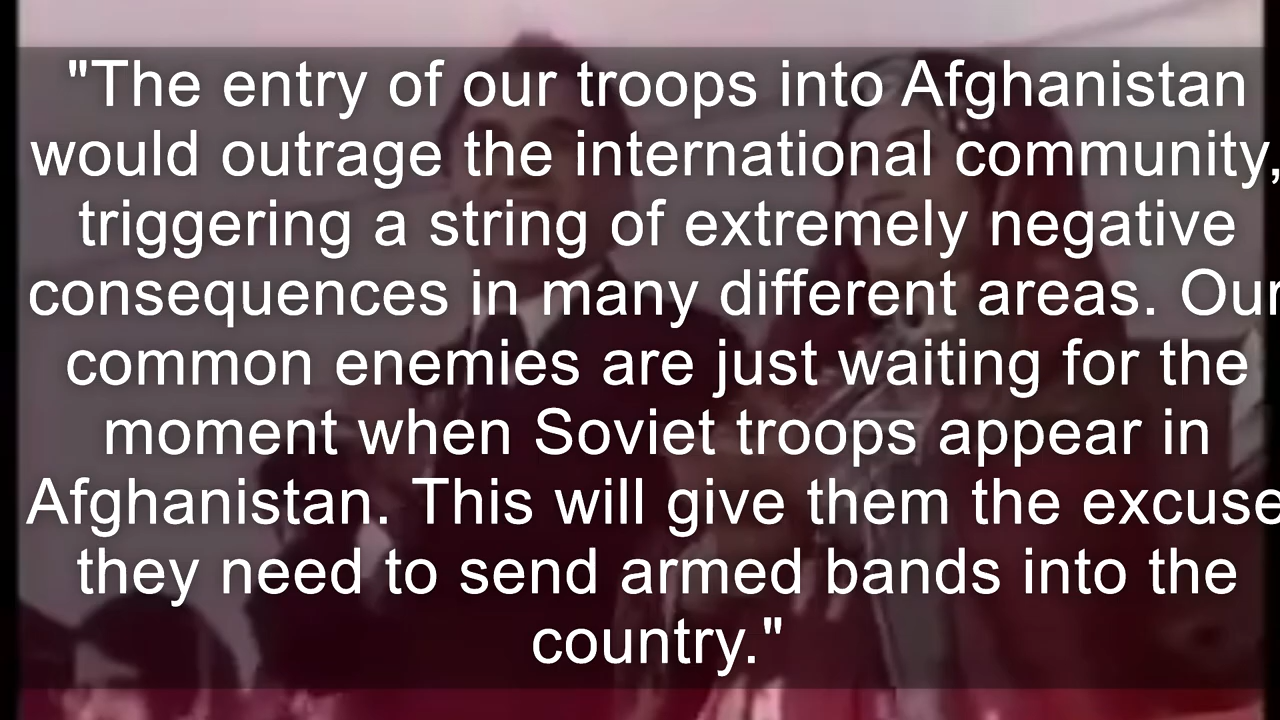 "The entry of our troops into Afghanistan
would outrage the international community,
triggering a string of extremely negative
consequences in many different areas. Our
common enemies are just waiting for the
moment when Soviet troops appear in
Afghanistan. This will give them the excuse
they need to send armed bands into the
country."